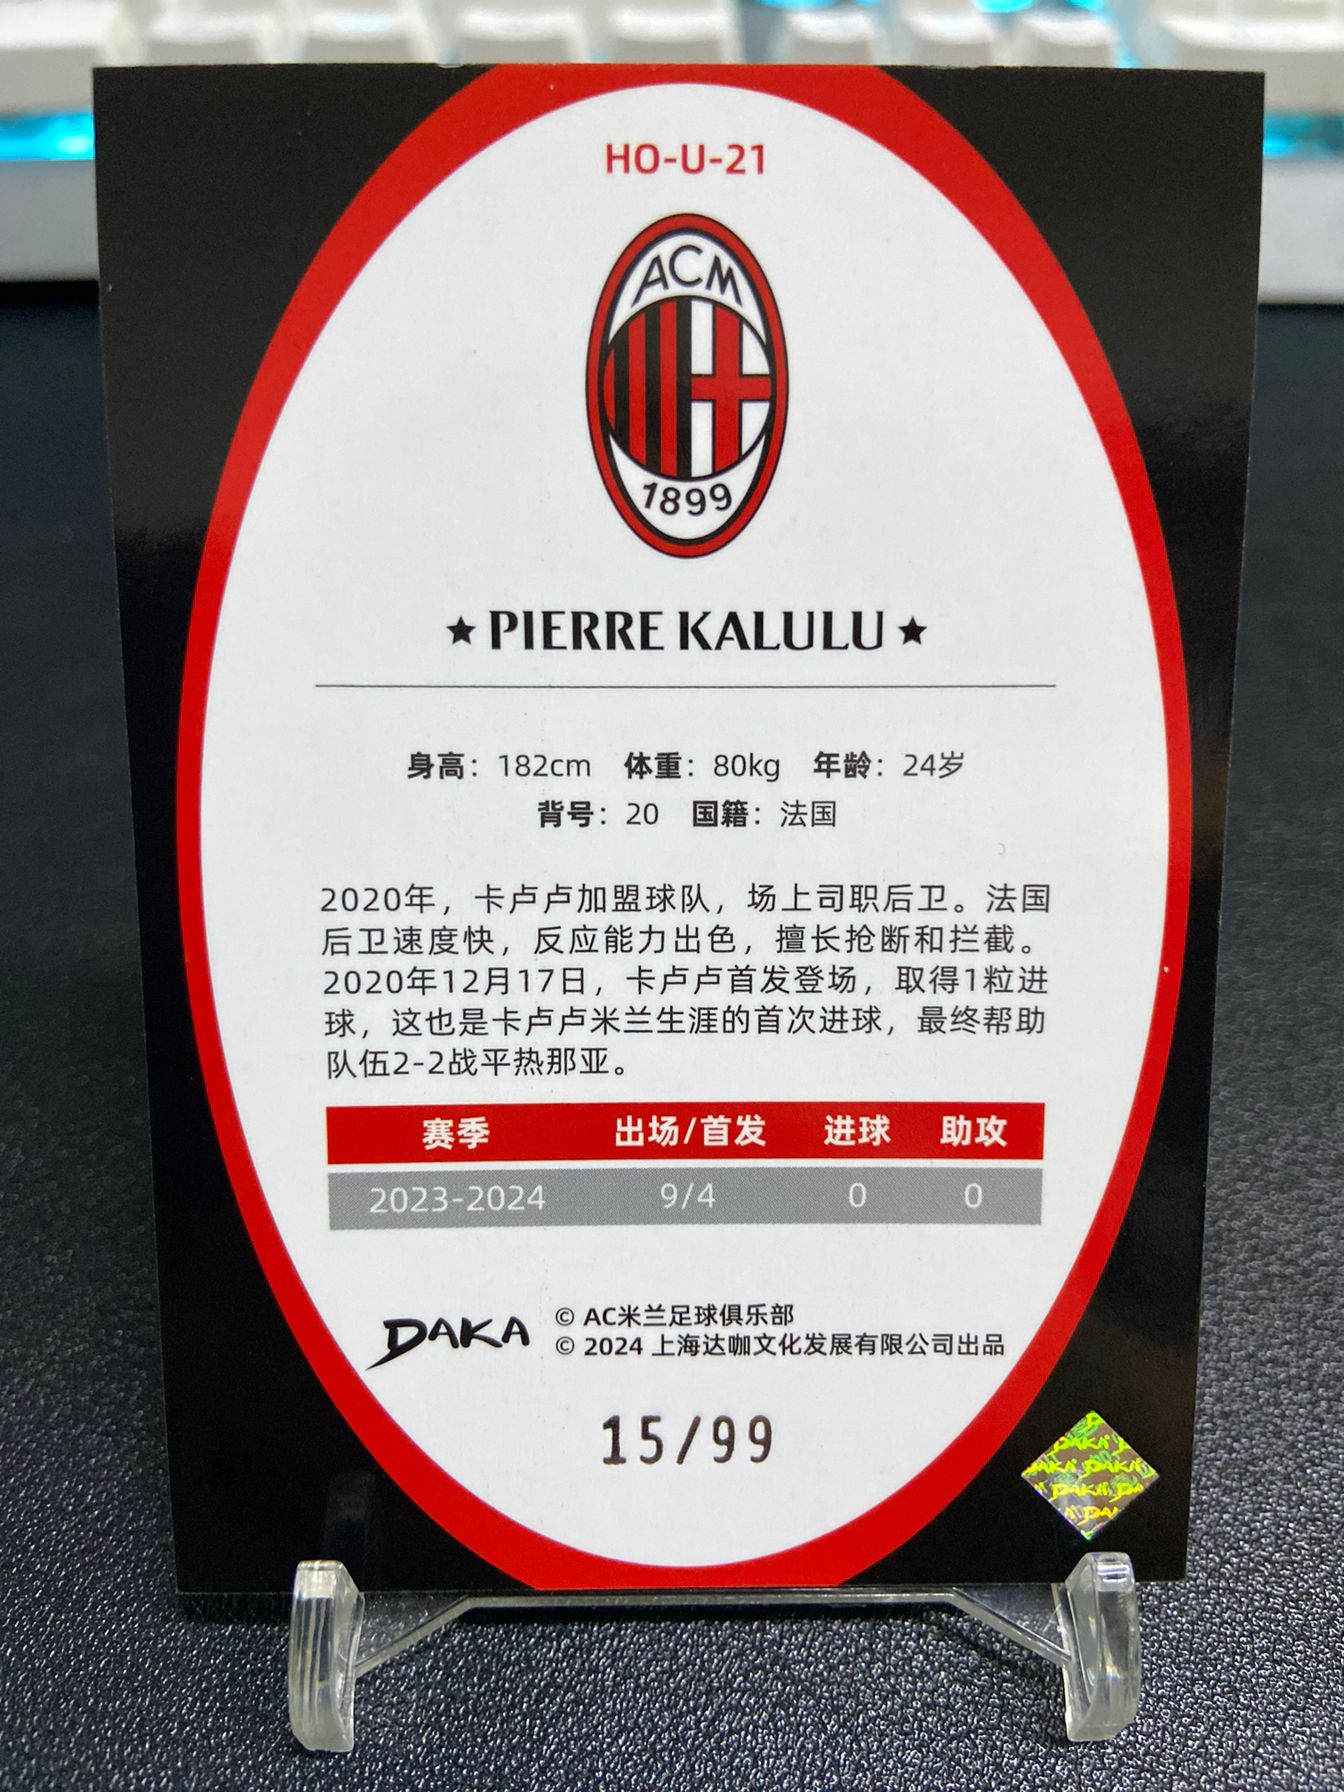 HO-U-21
ACM
1899
★PIERRE KALULU★
身高：182cm 体重：80kg 年龄：24岁
背号：20 国籍：法国
2020年，卡卢卢加盟球队，场上司职后卫。法国
后卫速度快，反应能力出色，擅长抢断和拦截。
2020年12月17日，卡卢卢首发登场，取得1粒进
球，这也是卡卢卢米兰生涯的首次进球，最终帮助
队伍2-2战平热那亚。
赛季 出场/首发 进球 助攻
2023-2024 9/4 0 0
DAKA
© AC米兰足球俱乐部
© 2024 上海达咖文化发展有限公司出品
15/99
DAKA
DAKA DAKA
DAKA DA
DAKA